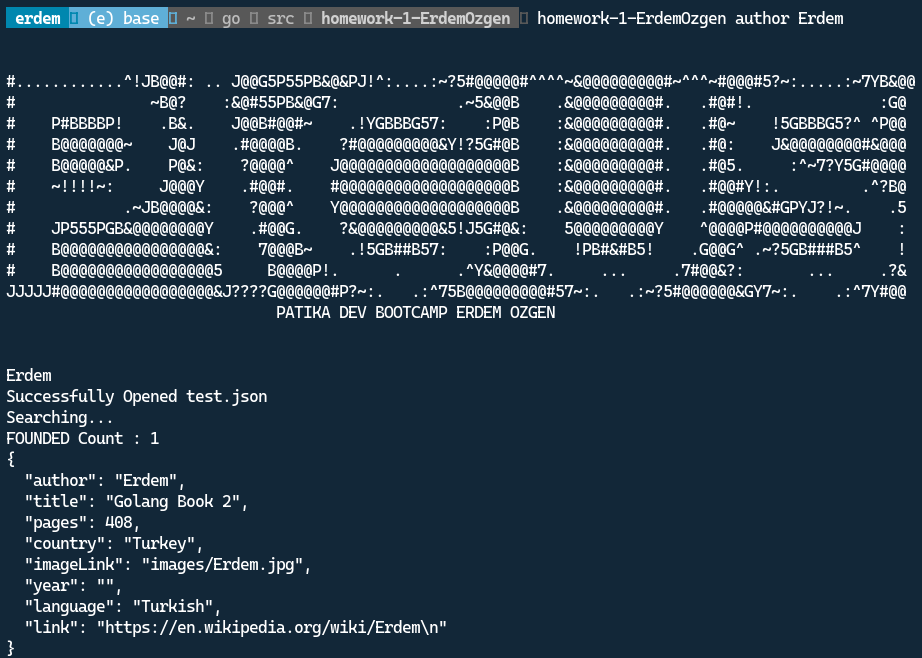 erdem (e) base ~ go src homework-1-ErdemOzgen homework-1-ErdemOzgen author Erdem
#............^!JB@@#: .. J@@G5P55PB&@&PJ!^:....:~?5#@@@@@#^^^^~&@@@@@@@@@#~^^^~#@@@#5?~:.....:~7YB&@@
#               ~B@?    :&@#55PB&@G7:             .~5&@@B    .&@@@@@@@@@#.   .#@#!.              :G@
#    P#BBBBP!    .B&.    J@@B#@@#~    .!YGBBBG57:    :P@B    :&@@@@@@@@@#.   .#@~    !5GBBBG5?^ ^P@@
#    B@@@@@@@~    J@J    .#@@@@B.    ?#@@@@@@@@@&Y!?5G#@B    :&@@@@@@@@@#.   .#@:    J&@@@@@@@@#&@@@
#    B@@@@@&P.    P@&:    ?@@@@^    J@@@@@@@@@@@@@@@@@@@B    :&@@@@@@@@@#.   .#@5.     :^~7?Y5G#@@@@
#    ~!!!!~:     J@@@Y    .#@@#.    #@@@@@@@@@@@@@@@@@@@B    :&@@@@@@@@@#.   .#@@#Y!:.         .^?B@
#            .~JB@@@@&:    ?@@@^    Y@@@@@@@@@@@@@@@@@@@B    .&@@@@@@@@@#.   .#@@@@@&#GPYJ?!~.    .5
#    JP555PGB&@@@@@@@@Y    .#@@G.    ?&@@@@@@@@@&5!J5G#@&:    5@@@@@@@@@Y    ^@@@@P#@@@@@@@@@@J    :
#    B@@@@@@@@@@@@@@@@&:    7@@@B~    .!5GB##B57:    :P@@G.    !PB#&#B5!    .G@@G^ .~?5GB###B5^    !
#    B@@@@@@@@@@@@@@@@@5     B@@@@P!.      .      .^Y&@@@@#7.     ...     .7#@@&?:       ...     .?&
JJJJJ#@@@@@@@@@@@@@@@@@&J????G@@@@@@#P?~:.   .:^75B@@@@@@@@@#57~:.   .:~?5#@@@@@@&GY7~:.    .:^7Y#@@
PATIKA DEV BOOTCAMP ERDEM OZGEN
Erdem
Successfully Opened test.json
Searching...
FOUNDED Count : 1
{
  "author": "Erdem",
  "title": "Golang Book 2",
  "pages": 408,
  "country": "Turkey",
  "imageLink": "images/Erdem.jpg",
  "year": "",
  "language": "Turkish",
  "link": "https://en.wikipedia.org/wiki/Erdem\n"
}